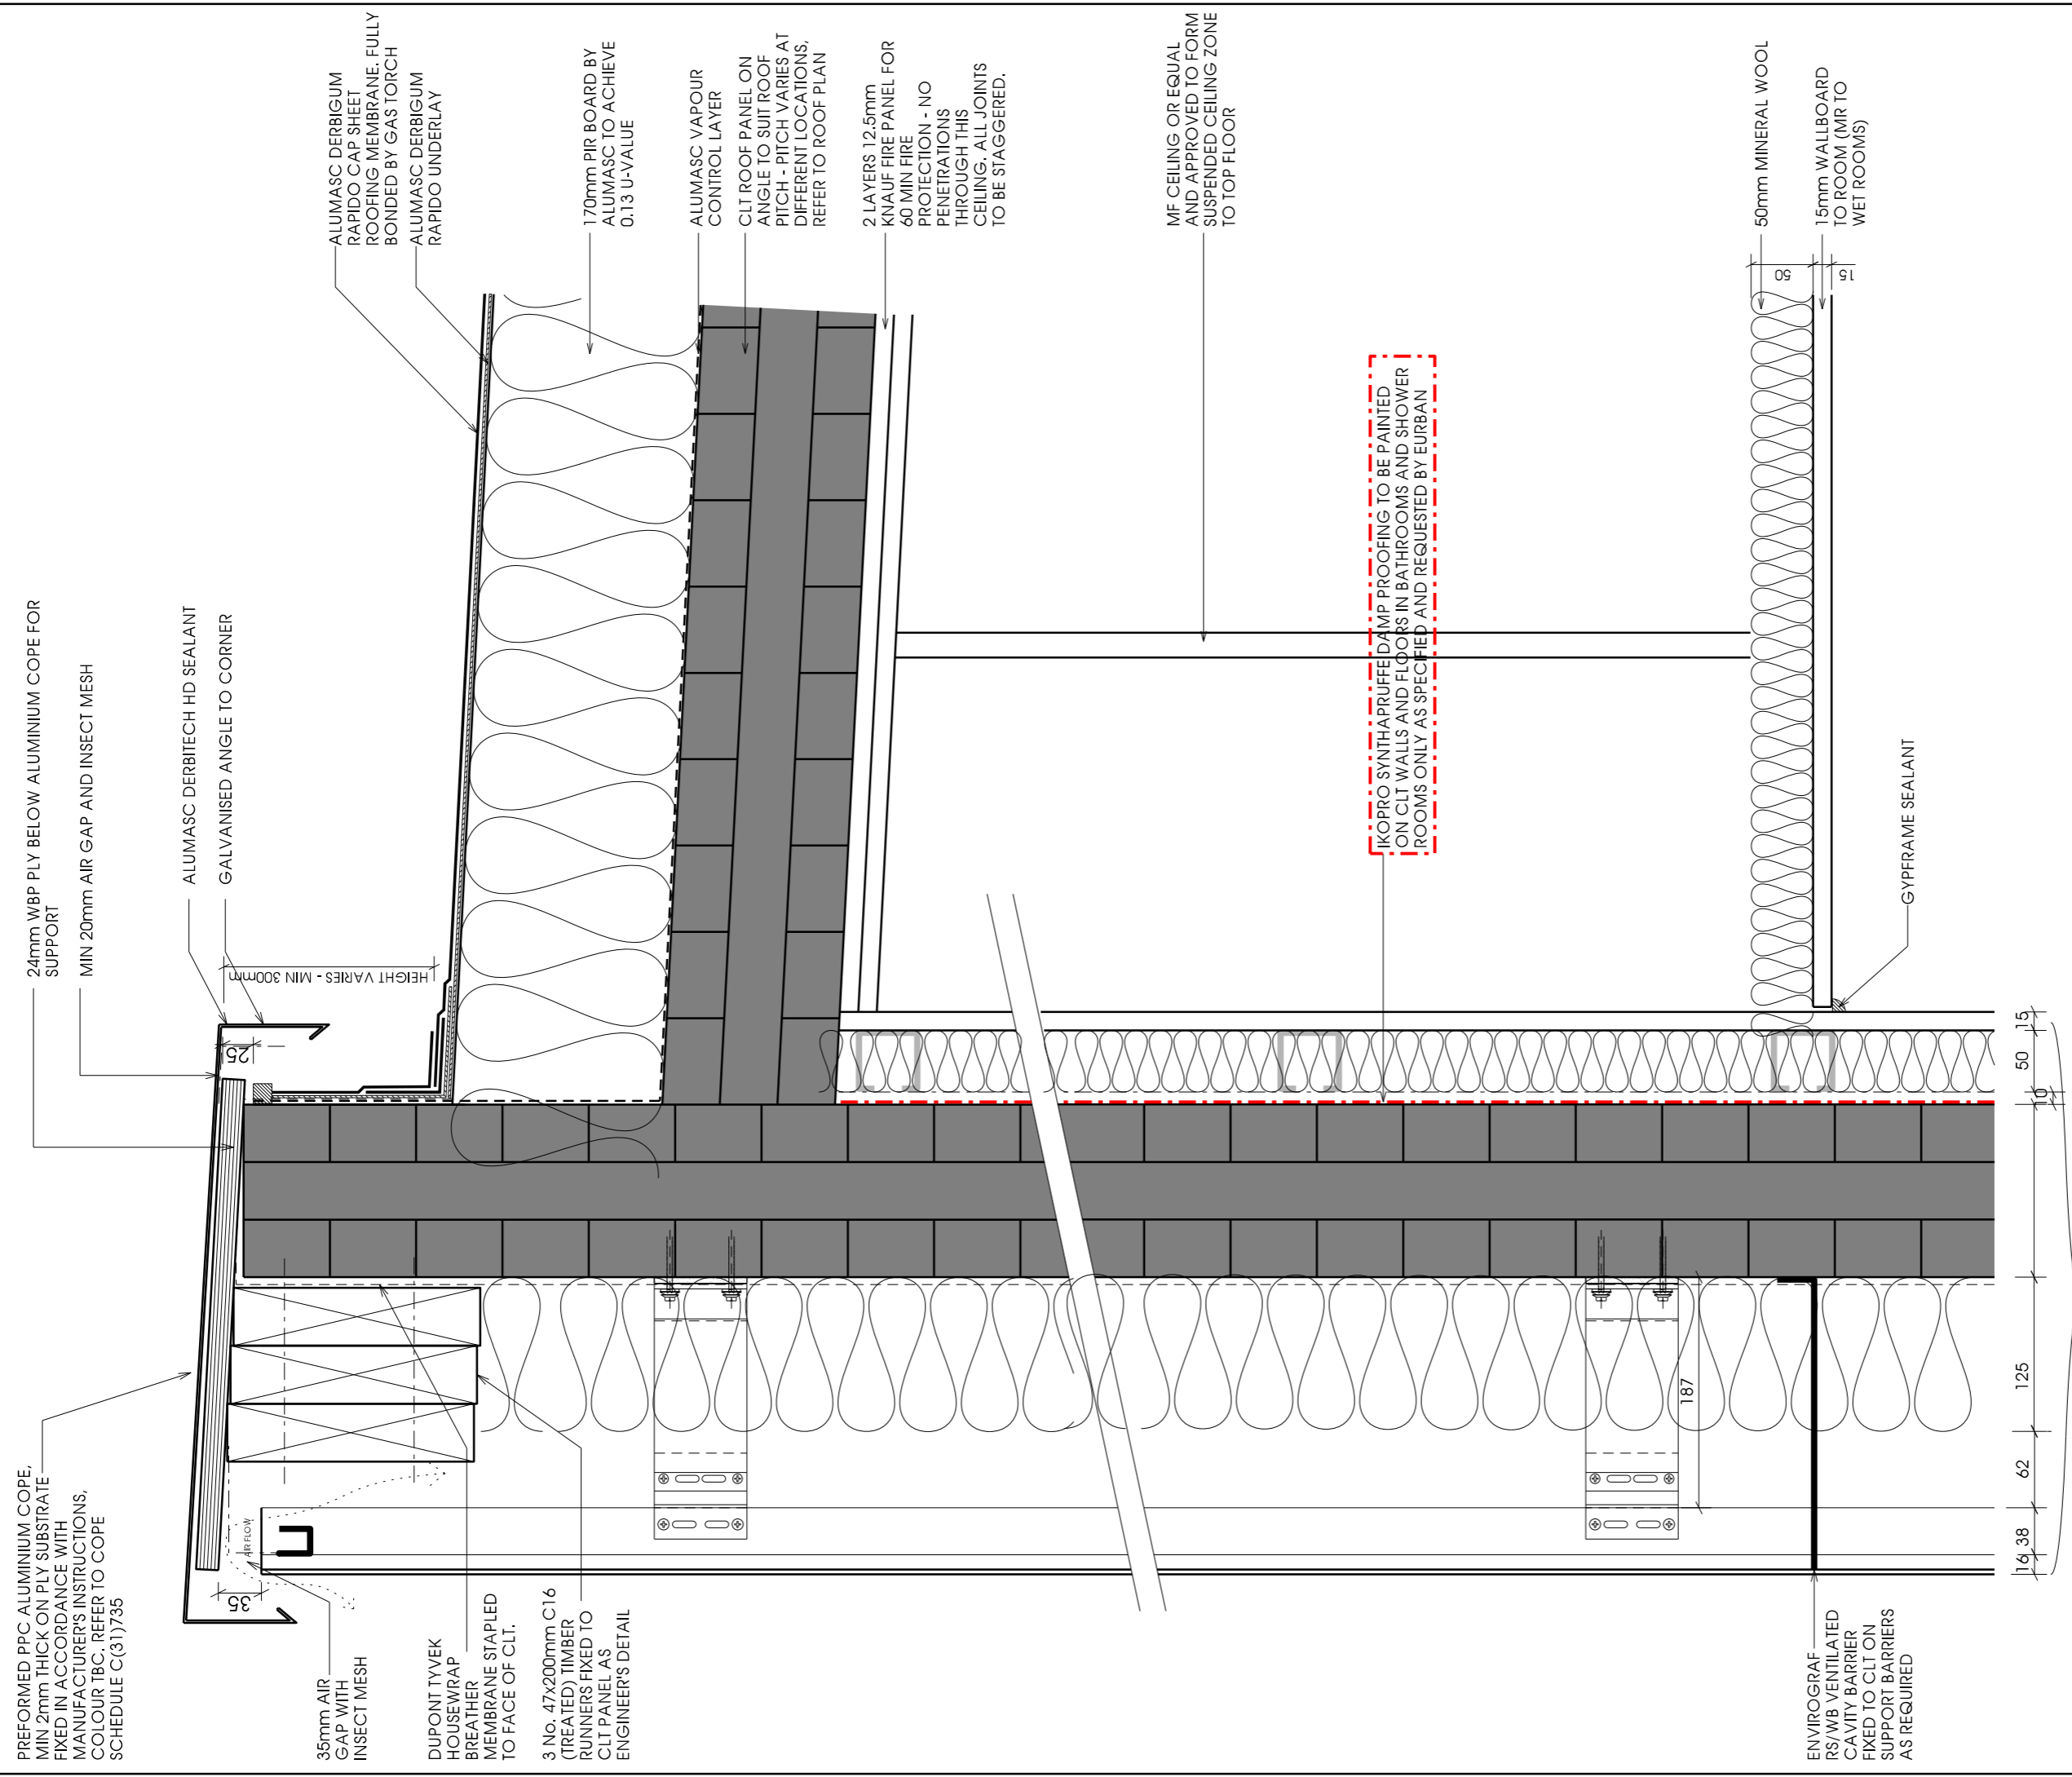 PREFORMED PPC ALUMINIUM COPE,
MIN 2mm THICK ON PLY SUBSTRATE
FIXED IN ACCORDANCE WITH
MANUFACTURER'S INSTRUCTIONS,
COLOUR TBC. REFER TO COPE
SCHEDULE C(31)735
35mm AIR
GAP WITH
INSECT MESH
DUPONT TYVEK
HOUSEWRAP
BREATHER
MEMBRANE STAPLED
TO FACE OF CLT.
3 No. 47x200mm C16
(TREATED) TIMBER
RUNNERS FIXED TO
CLT PANEL AS
ENGINEER'S DETAIL
ENVIROGRAF
RS/WB VENTILATED
CAVITY BARRIER
FIXED TO CLT ON
SUPPORT BARRIERS
AS REQUIRED
24mm WBP PLY BELOW ALUMINIUM COPE FOR
SUPPORT
MIN 20mm AIR GAP AND INSECT MESH
ALUMASC DERBITECH HD SEALANT
GALVANISED ANGLE TO CORNER
HEIGHT VARIES - MIN 300mm
25
35
AIR FLOW
ALUMASC DERBIGUM
RAPIDO CAP SHEET
ROOFING MEMBRANE. FULLY
BONDED BY GAS TORCH
ALUMASC DERBIGUM
RAPIDO UNDERLAY
170mm PIR BOARD BY
ALUMASC TO ACHIEVE
0.13 U-VALUE
ALUMASC VAPOUR
CONTROL LAYER
CLT ROOF PANEL ON
ANGLE TO SUIT ROOF
PITCH - PITCH VARIES AT
DIFFERENT LOCATIONS,
REFER TO ROOF PLAN
2 LAYERS 12.5mm
KNAUF FIRE PANEL FOR
60 MIN FIRE
PROTECTION - NO
PENETRATIONS
THROUGH THIS
CEILING. ALL JOINTS
TO BE STAGGERED.
MF CEILING OR EQUAL
AND APPROVED TO FORM
SUSPENDED CEILING ZONE
TO TOP FLOOR
IKOPRO SYNTHAPRUFFE DAMP PROOFING TO BE PAINTED
ON CLT WALLS AND FLOORS IN BATHROOMS AND SHOWER
ROOMS ONLY AS SPECIFIED AND REQUESTED BY EURBAN
50mm MINERAL WOOL
15mm WALLBOARD
TO ROOM (MR TO
WET ROOMS)
50
15
GYPFRAME SEALANT
187
16
38
62
125
10
50
15